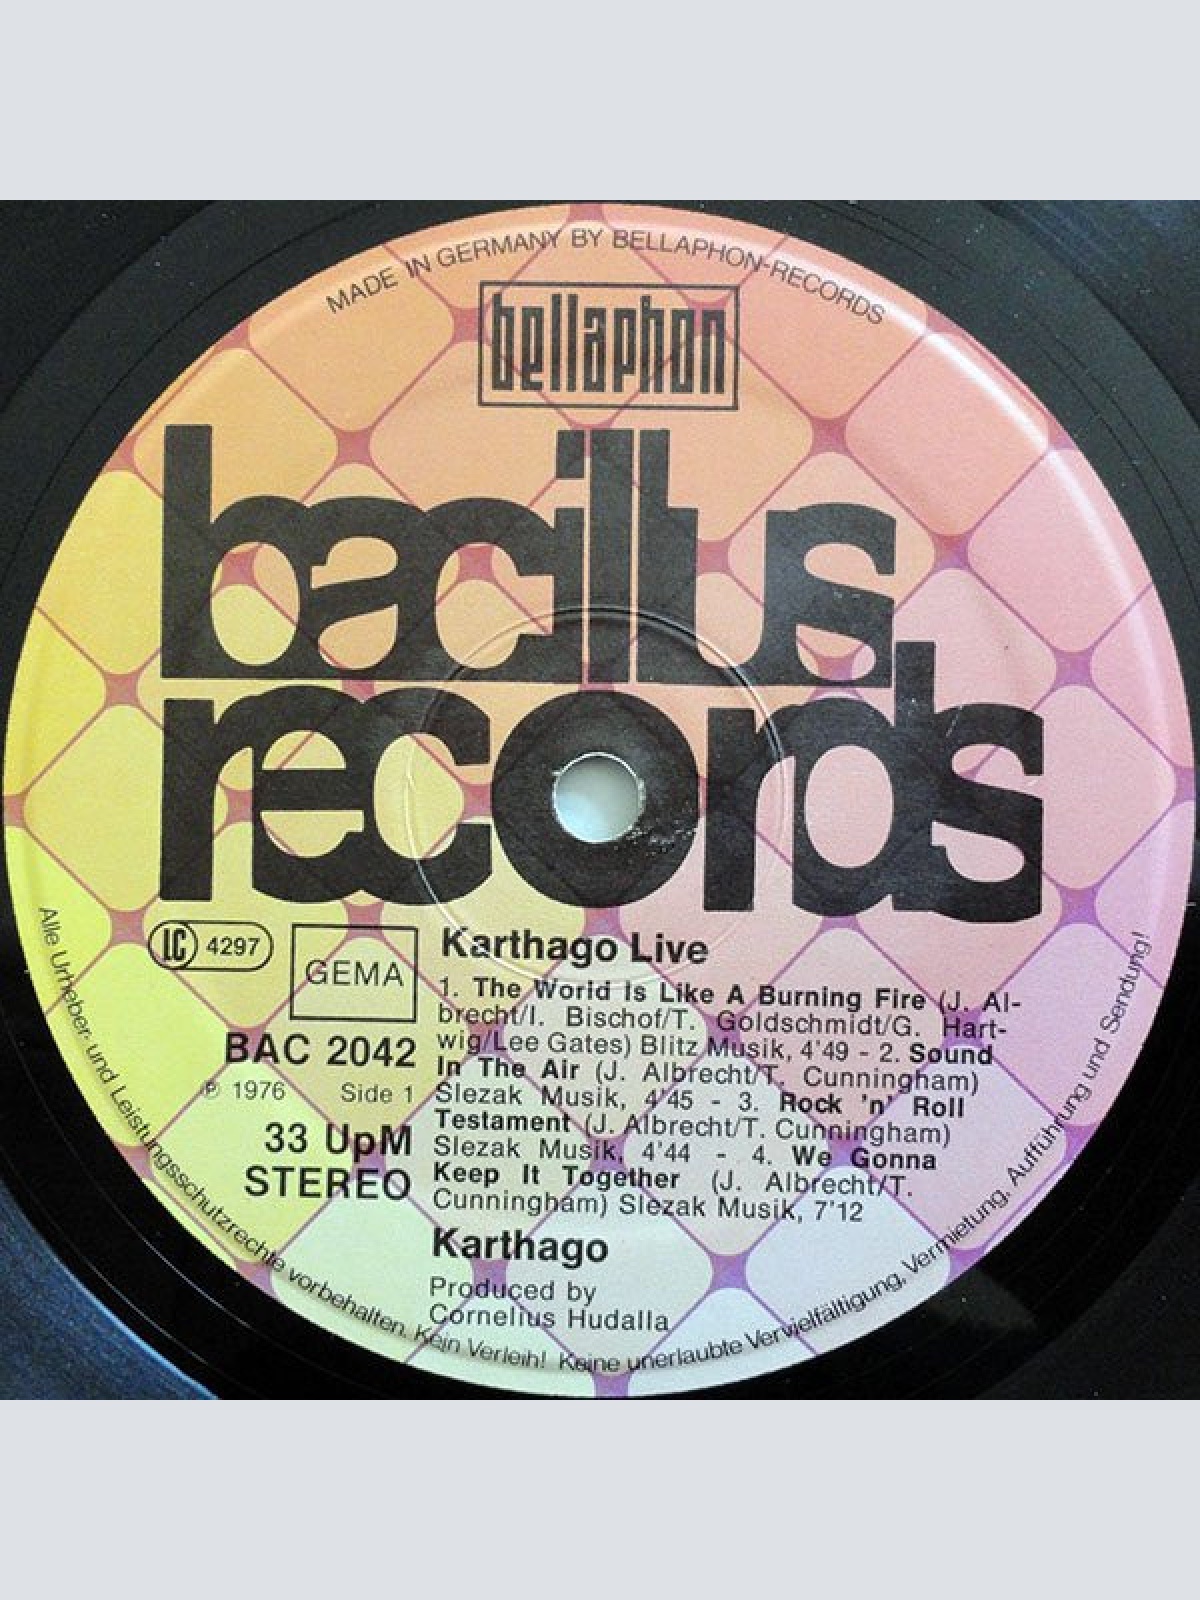 MADE IN GERMANY BY BELLAPHON-RECORDS
bellaphon
bacillus
records
LC 4297
GEMA
BAC 2042
℗ 1976 Side 1
33 UpM
STEREO
Karthago Live
1. The World Is Like A Burning Fire (J. Al-
brecht/I. Bischof/T. Goldschmidt/G. Hart-
wig/Lee Gates) Blitz Musik, 4'49 - 2. Sound
In The Air (J. Albrecht/T. Cunningham)
Slezak Musik, 4'45 - 3. Rock 'n' Roll
Testament (J. Albrecht/T. Cunningham)
Slezak Musik, 4'44 - 4. We Gonna
Keep It Together (J. Albrecht/T.
Cunningham) Slezak Musik, 7'12
Karthago
Produced by
Cornelius Hudalla
Alle Urheber- und Leistungsschutzrechte vorbehalten. Kein Verleih! Keine unerlaubte Vervielfältigung, Vermietung, Aufführung und Sendung!